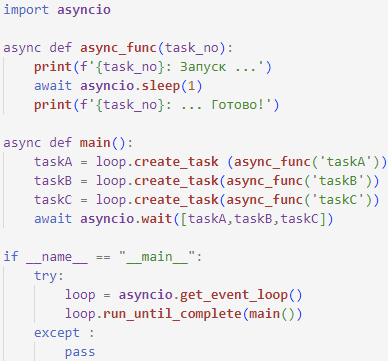 import asyncio

async def async_func(task_no):
    print(f'{task_no}: Запуск ...')
    await asyncio.sleep(1)
    print(f'{task_no}: ... Готово!')

async def main():
    taskA = loop.create_task (async_func('taskA'))
    taskB = loop.create_task(async_func('taskB'))
    taskC = loop.create_task(async_func('taskC'))
    await asyncio.wait([taskA,taskB,taskC])

if __name__ == "__main__":
    try:
        loop = asyncio.get_event_loop()
        loop.run_until_complete(main())
    except :
        pass